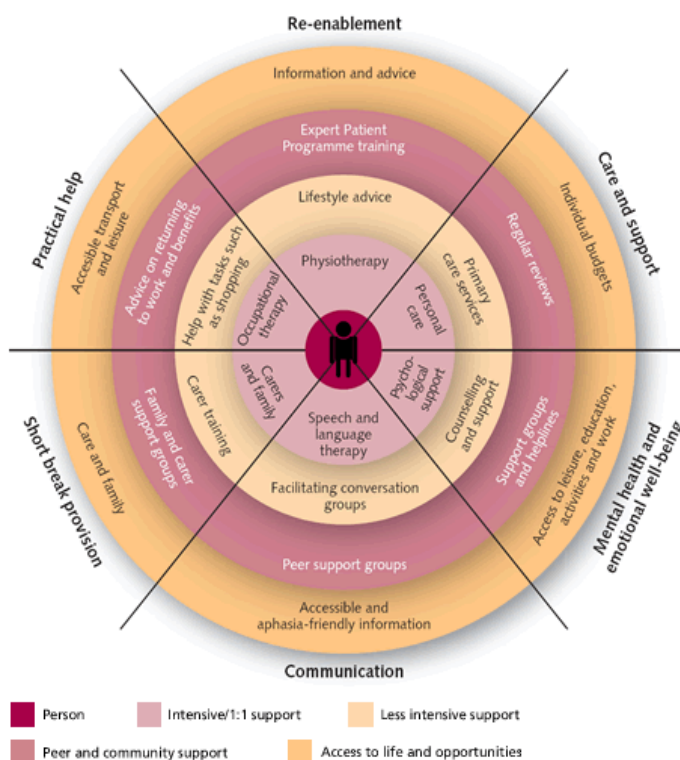 Re-enablement
Information and advice
Expert Patient
Programme training
Lifestyle advice
Physiotherapy
Care and support
Individual budgets
Regular reviews
Primary
care services
Personal
care
Mental health and
emotional well-being
Access to leisure, education,
activities and work
Support groups
and helplines
Counselling
and support
Psycho-
logical
support
Communication
Accessible and
aphasia-friendly information
Peer support groups
Facilitating conversation
groups
Speech and
language
therapy
Short break provision
Care and family
Family and carer
support groups
Carer training
Carers
and family
Practical help
Accesible transport
and leisure
Advice on returning
to work and benefits
Help with tasks such
as shopping
Occupational
therapy
Person
Intensive/1:1 support
Less intensive support
Peer and community support
Access to life and opportunities